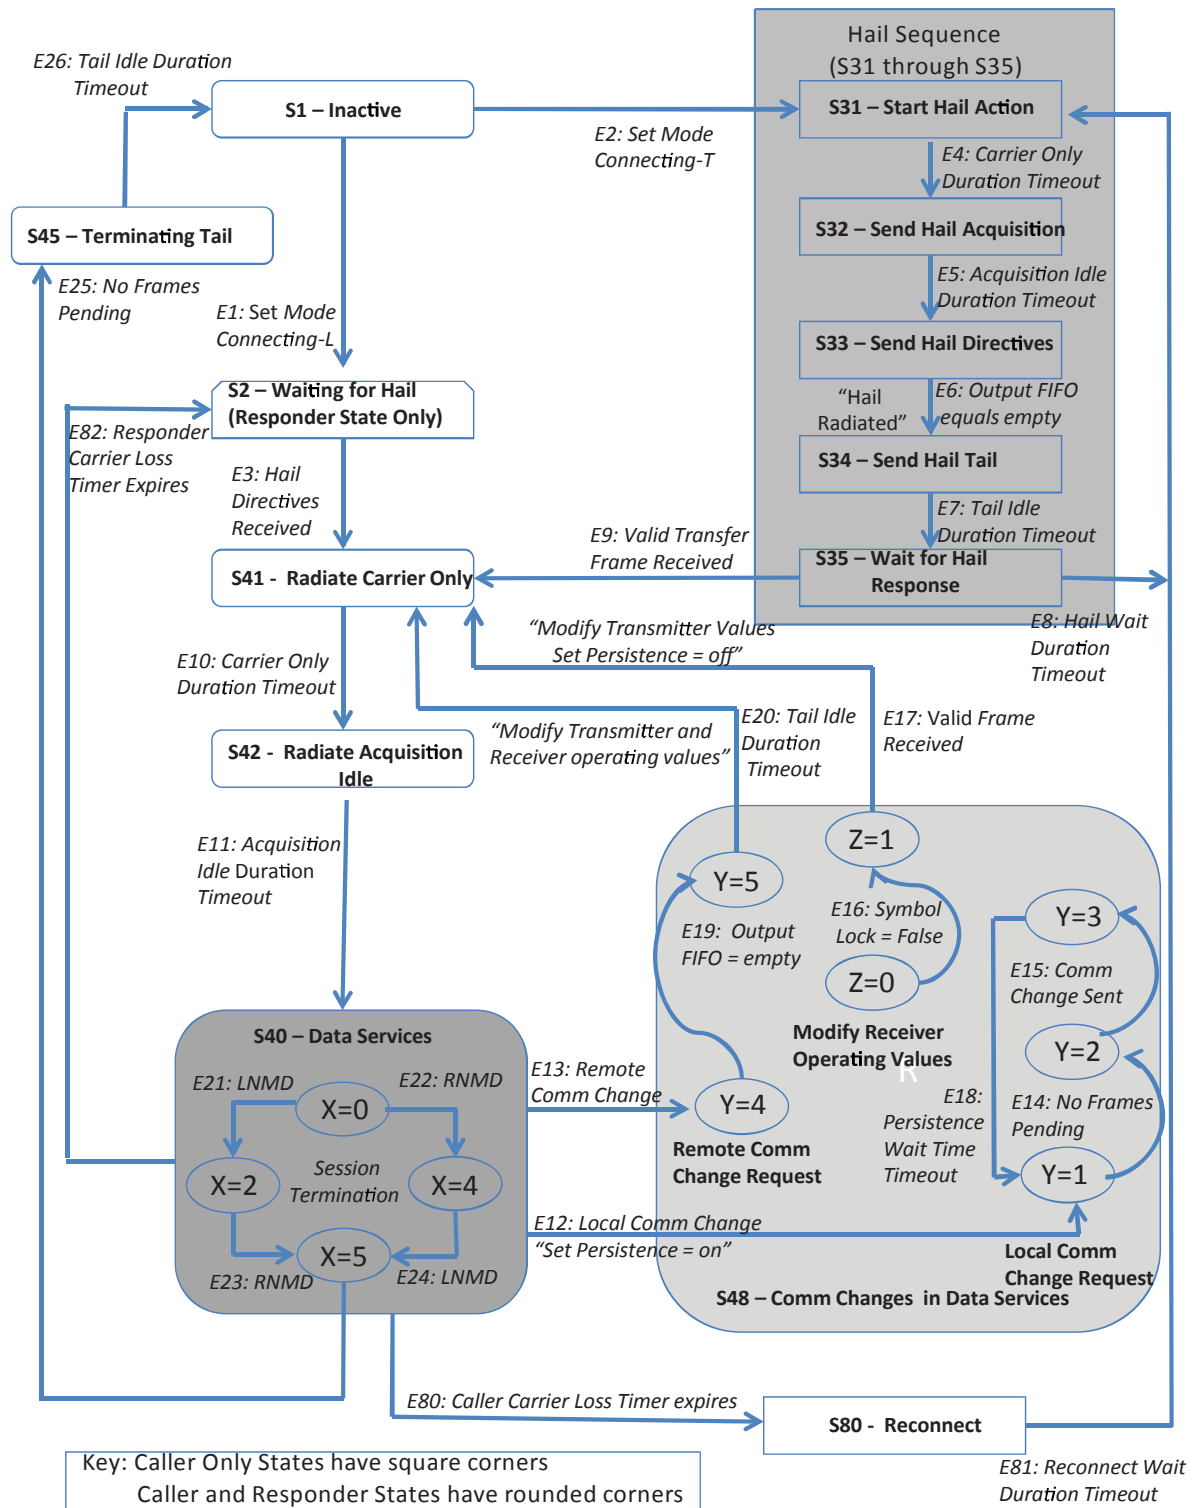 Hail Sequence
(S31 through S35)
E26: Tail Idle Duration
Timeout
S1 – Inactive
S31 – Start Hail Action
E2: Set Mode
Connecting-T
E4: Carrier Only
Duration Timeout
S45 – Terminating Tail
S32 – Send Hail Acquisition
E25: No Frames
Pending
E5: Acquisition Idle
Duration Timeout
E1: Set Mode
Connecting-L
S33 – Send Hail Directives
S2 – Waiting for Hail
(Responder State Only)
"Hail
Radiated"
E6: Output FIFO
equals empty
E82: Responder
Carrier Loss
Timer Expires
S34 – Send Hail Tail
E3: Hail
Directives
Received
E7: Tail Idle
Duration Timeout
E9: Valid Transfer
Frame Received
S41 - Radiate Carrier Only
S35 – Wait for Hail
Response
E8: Hail Wait
Duration
Timeout
“Modify Transmitter Values
Set Persistence = off”
E10: Carrier Only
Duration Timeout
E20: Tail Idle
Duration
Timeout
E17: Valid Frame
Received
“Modify Transmitter and
Receiver operating values”
S42 - Radiate Acquisition
Idle
E11: Acquisition
Idle Duration
Timeout
Z=1
Y=5
E16: Symbol
Lock = False
Y=3
E19: Output
FIFO = empty
E15: Comm
Change Sent
Z=0
Modify Receiver
Operating Values
R
Y=2
S40 – Data Services
E13: Remote
Comm Change
E21: LNMD
E22: RNMD
X=0
Y=4
E18:
Persistence
Wait Time
Timeout
E14: No Frames
Pending
Remote Comm
Change Request
Session
Termination
X=2
X=4
Y=1
E12: Local Comm Change
“Set Persistence = on”
X=5
E23: RNMD
E24: LNMD
Local Comm
Change Request
S48 – Comm Changes in Data Services
E80: Caller Carrier Loss Timer expires
S80 - Reconnect
E81: Reconnect Wait
Duration Timeout
Key: Caller Only States have square corners
Caller and Responder States have rounded corners